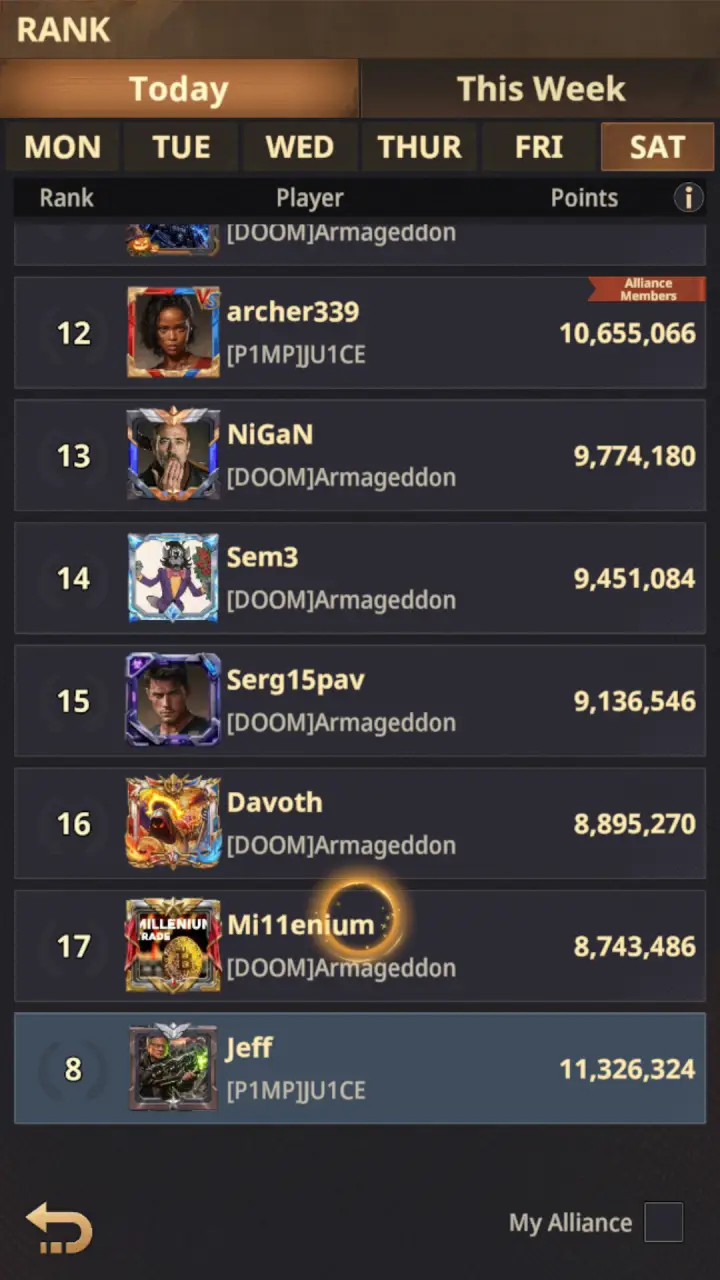 RANK
Today
This Week
MON
TUE
WED
THUR
FRI
SAT
Rank
Player
Points
i
[DOOM]Armageddon
Alliance
Members
12
archer339
10,655,066
[P1MP]JU1CE
13
NiGaN
9,774,180
[DOOM]Armageddon
14
Sem3
9,451,084
[DOOM]Armageddon
15
Serg15pav
9,136,546
[DOOM]Armageddon
16
Davoth
8,895,270
[DOOM]Armageddon
17
MILLENIUM
TRADE
Mi11enium
8,743,486
[DOOM]Armageddon
8
Jeff
11,326,324
[P1MP]JU1CE
My Alliance